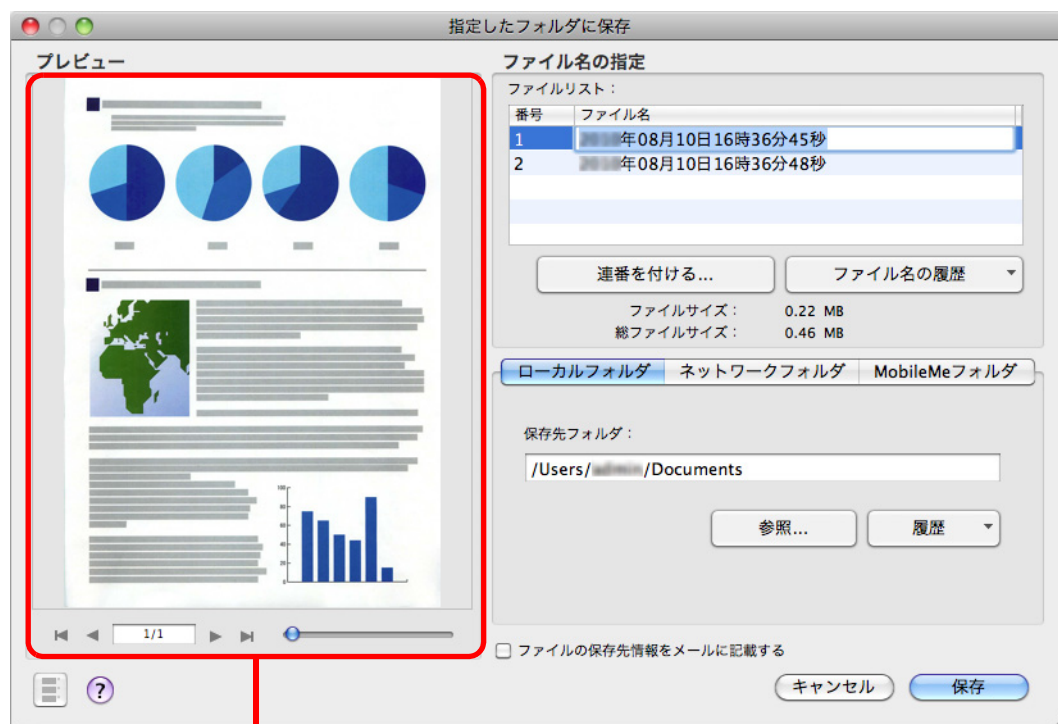 指定したフォルダに保存
プレビュー
ファイル名の指定
ファイルリスト：
番号 ファイル名
1 年08月10日16時36分45秒
2 年08月10日16時36分48秒
連番を付ける...
ファイル名の履歴
ファイルサイズ： 0.22 MB
総ファイルサイズ： 0.46 MB
ローカルフォルダ ネットワークフォルダ MobileMeフォルダ
保存先フォルダ：
/Users/ /Documents
参照... 履歴
1/1
ファイルの保存先情報をメールに記載する
?
キャンセル 保存